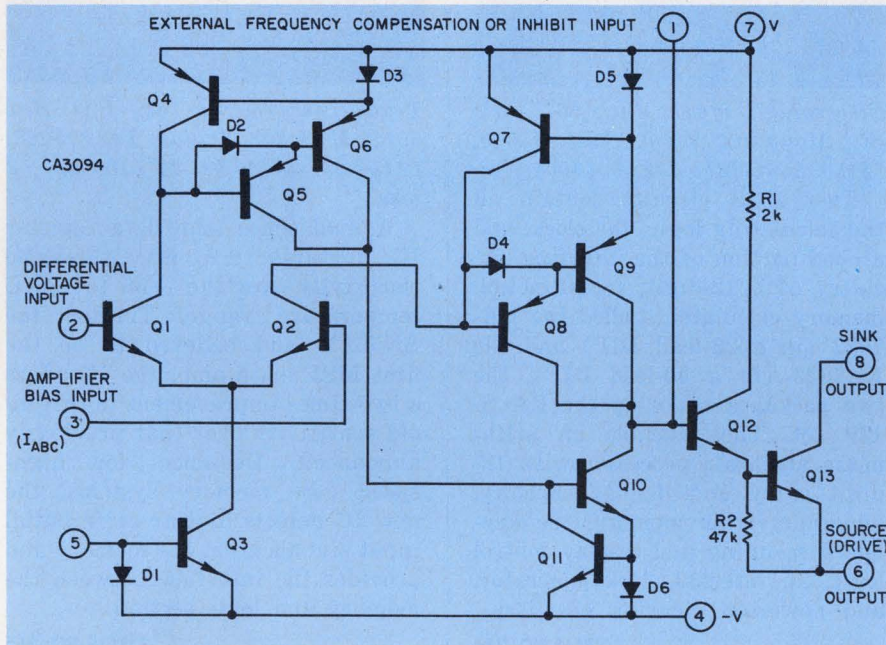 EXTERNAL FREQUENCY COMPENSATION OR INHIBIT INPUT
1
7
V
D3
D5
Q4
Q7
D2
Q6
CA3094
Q5
R1
2k
D4
Q9
DIFFERENTIAL
VOLTAGE
INPUT
2
Q1
Q2
Q8
SINK
8
OUTPUT
AMPLIFIER
BIAS INPUT
3
(IABC)
Q12
Q13
Q10
R2
47k
SOURCE
(DRIVE)
6
OUTPUT
5
Q3
Q11
D1
D6
4
-V